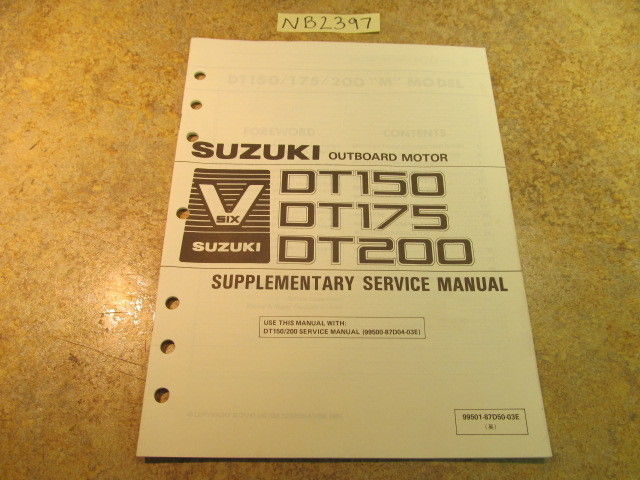 NB2397
DT150/175/200 "M" MODEL
FOREWORD CONTENTS
SUZUKI OUTBOARD MOTOR
V
SIX
SUZUKI
DT150
DT175
DT200
SUPPLEMENTARY SERVICE MANUAL
USE THIS MANUAL WITH:
DT150/200 SERVICE MANUAL (99500-87D04-03E)
99501-87D50-03E